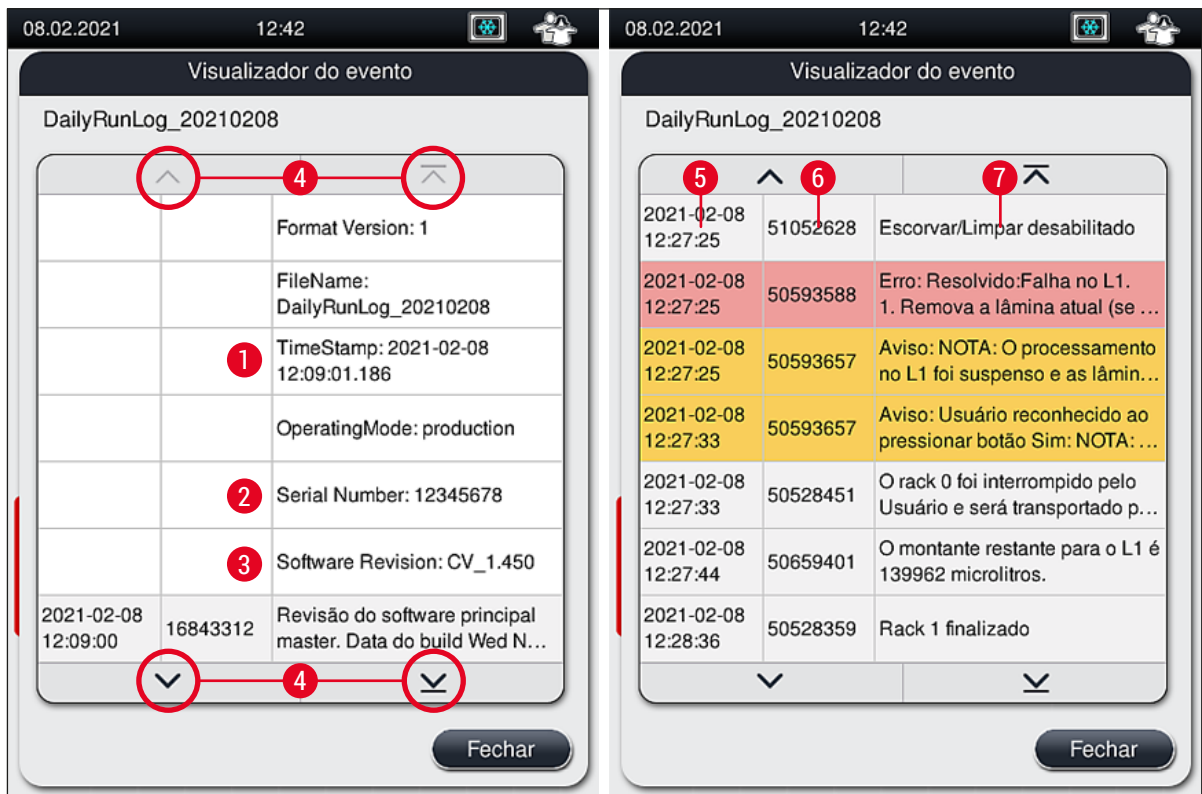 08.02.2021 12:42
Visualizador do evento
DailyRunLog_20210208
4
Format Version: 1
FileName:
DailyRunLog_20210208
1
TimeStamp: 2021-02-08
12:09:01.186
OperatingMode: production
2
Serial Number: 12345678
3
Software Revision: CV_1.450
2021-02-08
12:09:00
16843312
Revisão do software principal
master. Data do build Wed N...
4
Fechar
08.02.2021 12:42
Visualizador do evento
DailyRunLog_20210208
5 6 7
2021-02-08
12:27:25
51052628
Escorvar/Limpar desabilitado
2021-02-08
12:27:25
50593588
Erro: Resolvido:Falha no L1.
1. Remova a lâmina atual (se ...
2021-02-08
12:27:25
50593657
Aviso: NOTA: O processamento
no L1 foi suspenso e as lâmin...
2021-02-08
12:27:33
50593657
Aviso: Usuário reconhecido ao
pressionar botão Sim: NOTA: ...
2021-02-08
12:27:33
50528451
O rack 0 foi interrompido pelo
Usuário e será transportado p...
2021-02-08
12:27:44
50659401
O montante restante para o L1 é
139962 microlitros.
2021-02-08
12:28:36
50528359
Rack 1 finalizado
Fechar